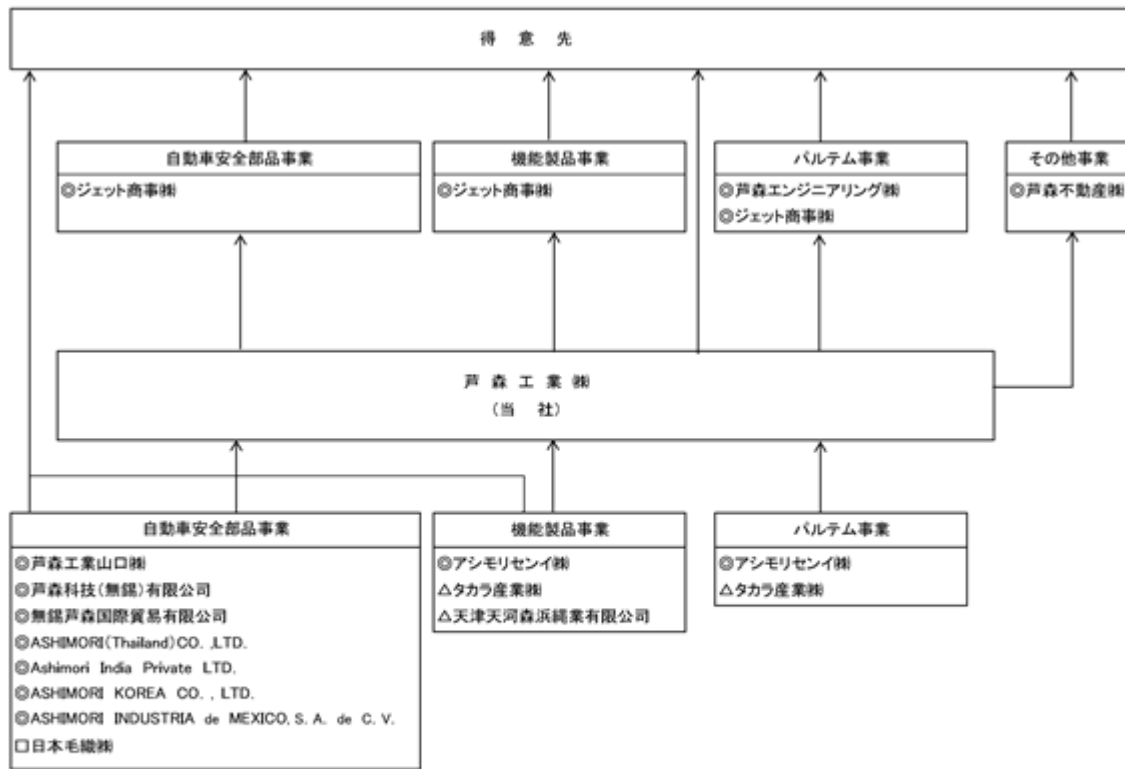 得 意 先
自動車安全部品事業
◎ジェット商事㈱
機能製品事業
◎ジェット商事㈱
パルテム事業
◎芦森エンジニアリング㈱
◎ジェット商事㈱
その他事業
◎芦森不動産㈱
芦 森 工 業 ㈱
(当 社)
自動車安全部品事業
◎芦森工業山口㈱
◎芦森科技(無錫)有限公司
◎無錫芦森国際貿易有限公司
◎ASHIMORI(Thailand)CO.,LTD.
◎Ashimori India Private LTD.
◎ASHIMORI KOREA CO., LTD.
◎ASHIMORI INDUSTRIA de MEXICO, S. A. de C. V.
□日本毛織㈱
機能製品事業
◎アシモリセンイ㈱
△タカラ産業㈱
△天津天河森浜縄業有限公司
パルテム事業
◎アシモリセンイ㈱
△タカラ産業㈱